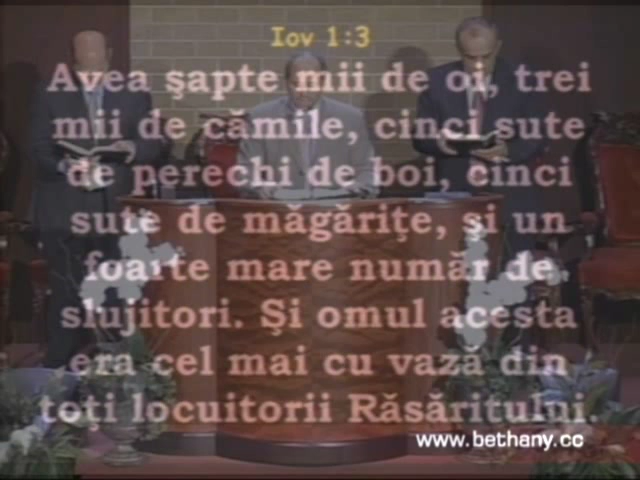 Iov 1:3
Avea şapte mii de oi, trei
mii de cămile, cinci sute
de perechi de boi, cinci
sute de măgăriţe, şi un
foarte mare număr de
slujitori. Şi omul acesta
era cel mai cu vază din
toţi locuitorii Răsăritului.
www.bethany.cc